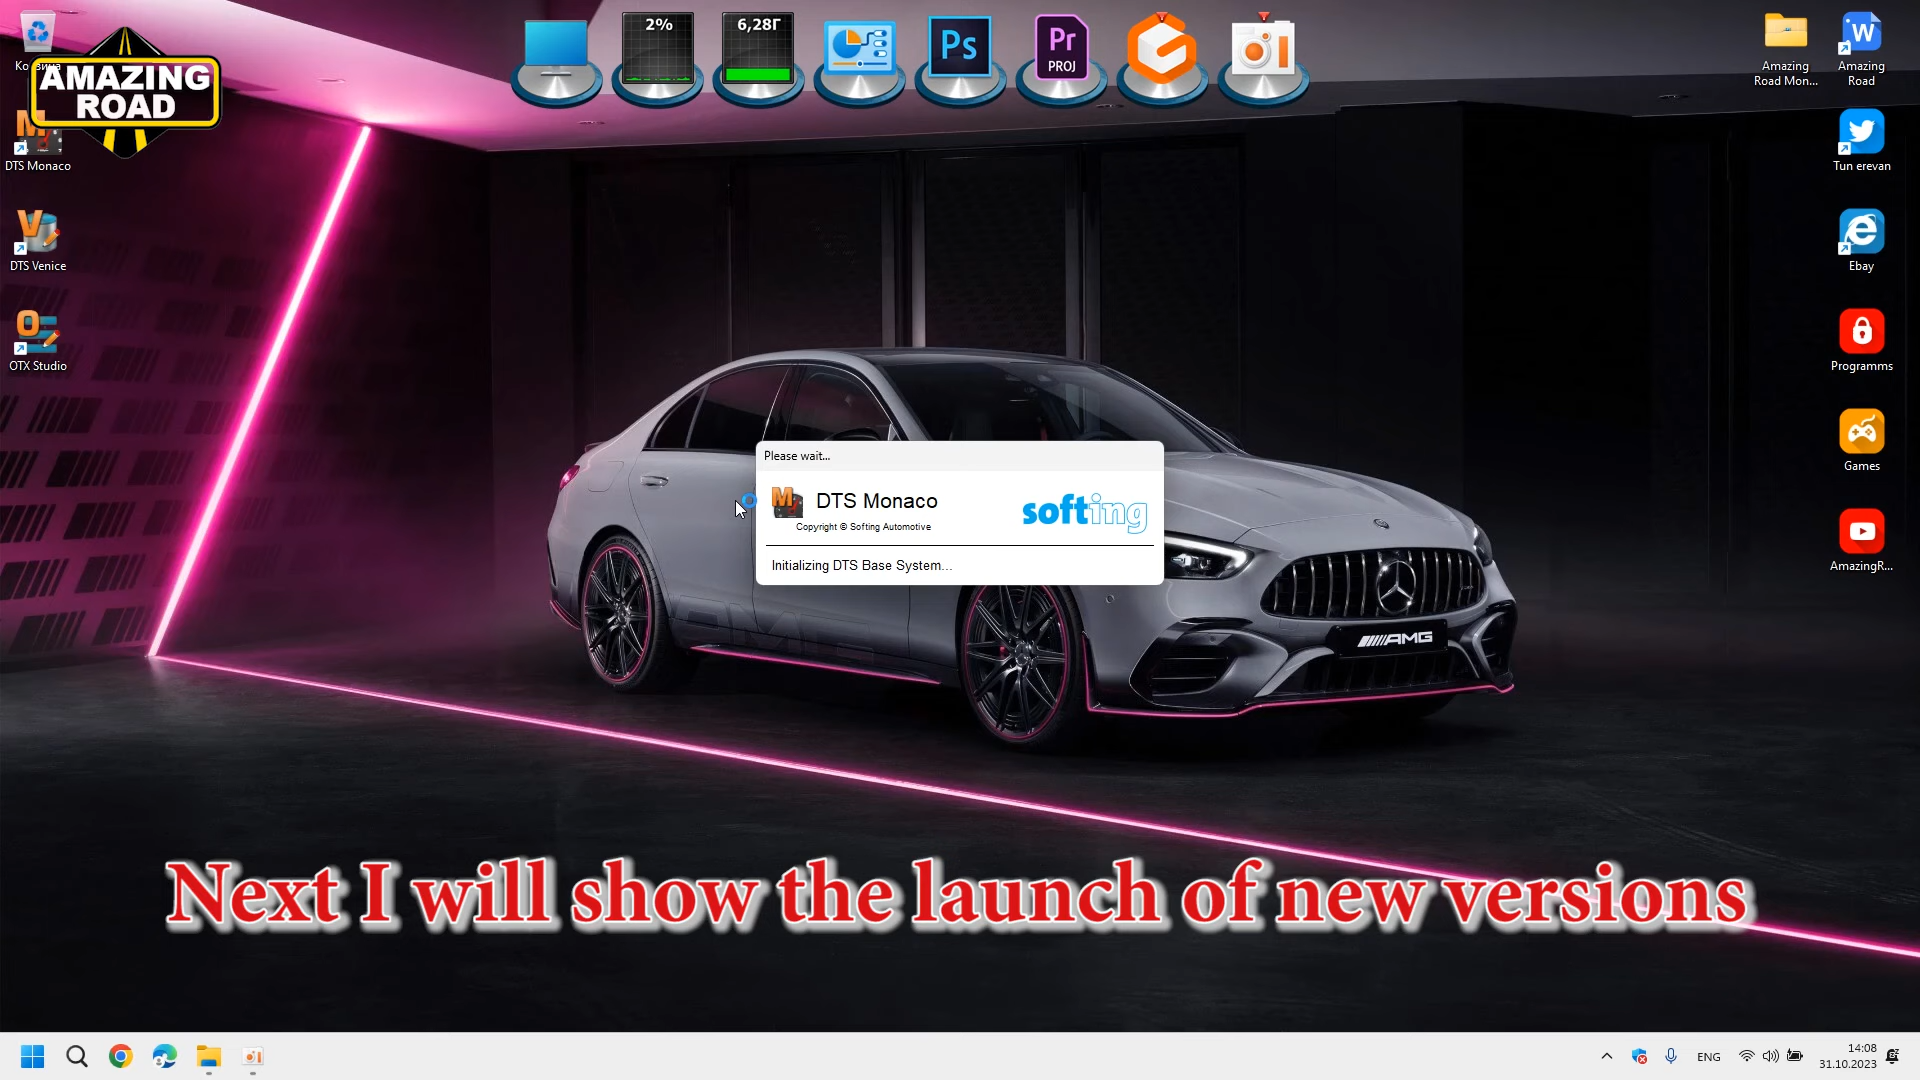 2%
6,28Г
Ps
Pr
PROJ
Amazing
Road Mon...
W
Amazing
Road
AMAZING
ROAD
M
DTS Monaco
Tun erevan
V
DTS Venice
Ebay
O
OTX Studio
Programms
Games
AmazingR...
Please wait...
M
DTS Monaco
softing
Copyright © Softing Automotive
Initializing DTS Base System...
AMG
Next I will show the launch of new versions
ENG
14:08
31.10.2023